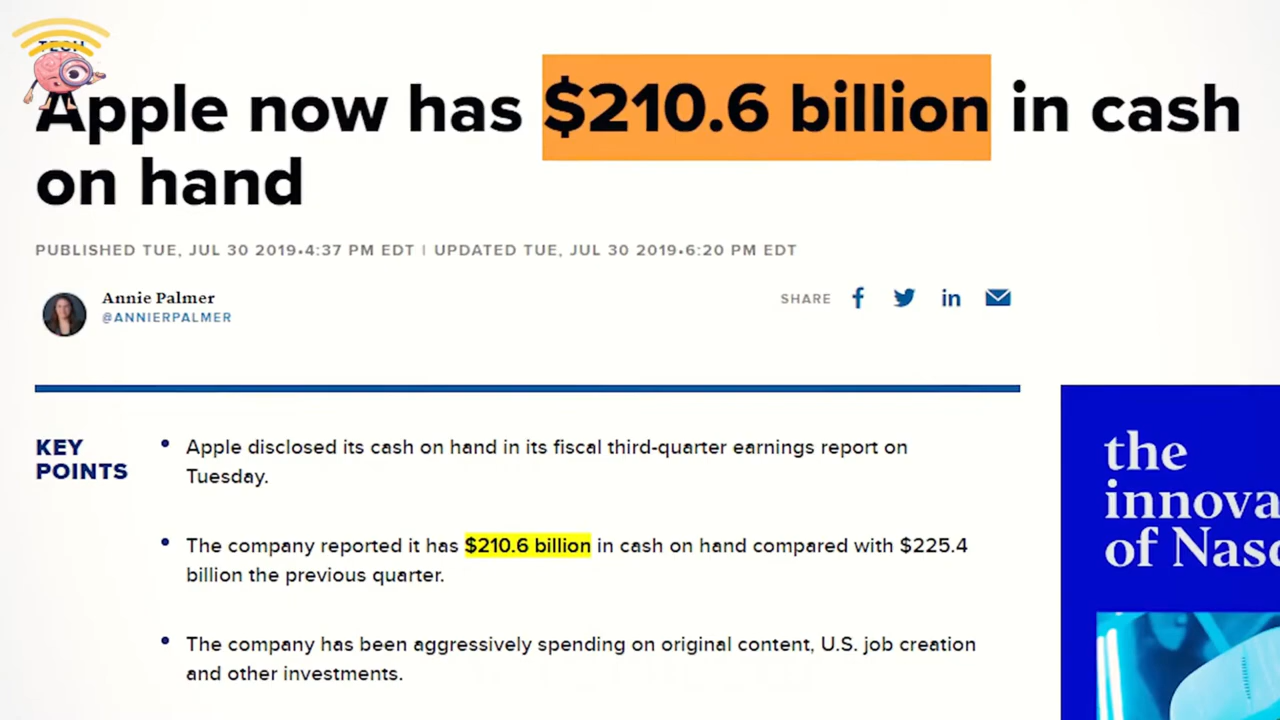 TECH
Apple now has $210.6 billion in cash
on hand
PUBLISHED TUE, JUL 30 2019•4:37 PM EDT | UPDATED TUE, JUL 30 2019•6:20 PM EDT
Annie Palmer
@ANNIERPALMER
SHARE
KEY
POINTS
• Apple disclosed its cash on hand in its fiscal third-quarter earnings report on
Tuesday.
• The company reported it has $210.6 billion in cash on hand compared with $225.4
billion the previous quarter.
• The company has been aggressively spending on original content, U.S. job creation
and other investments.
the
innova
of Nasd